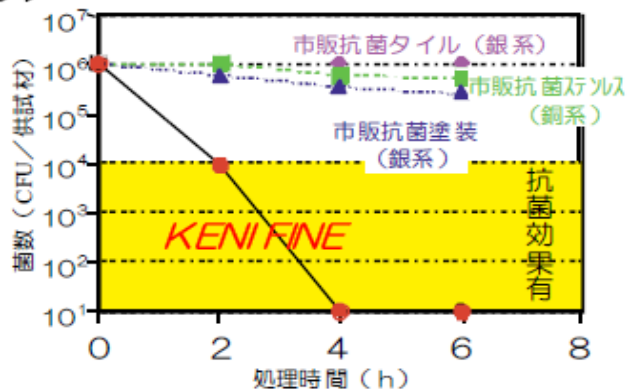 10⁷
10⁶
10⁵
10⁴
10³
10²
10¹
菌数（CFU／供試材）
市販抗菌タイル（銀系）
市販抗菌ステンレス
（銅系）
市販抗菌塗装
（銀系）
KENIFINE
抗菌効果有
0 2 4 6 8
処理時間（h）